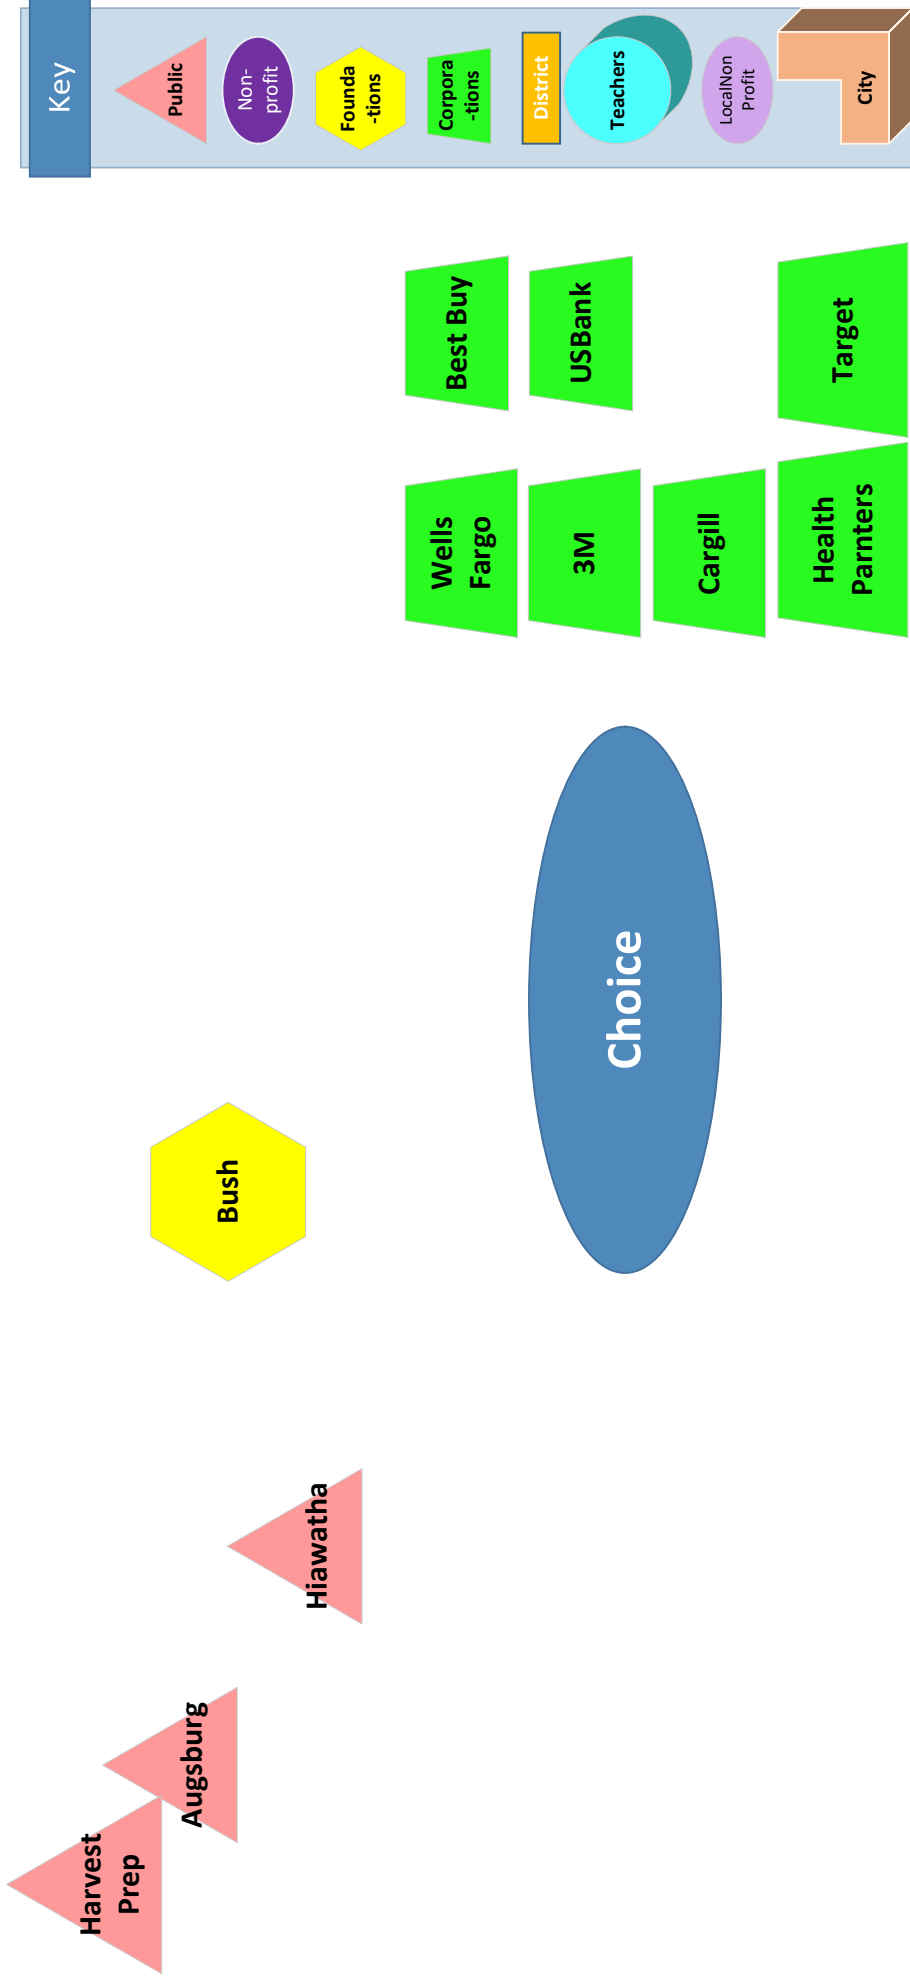 Key
Public
Non-
profit
Founda
-tions
Corpora
-tions
District
Teachers
LocalNon
Profit
City
Best Buy
USBank
Target
Wells
Fargo
3M
Cargill
Health
Parnters
Choice
Bush
Hiawatha
Augsburg
Harvest
Prep